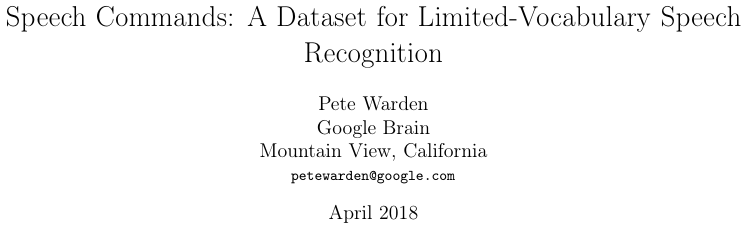 Speech Commands: A Dataset for Limited-Vocabulary Speech
Recognition
Pete Warden
Google Brain
Mountain View, California
petewarden@google.com
April 2018